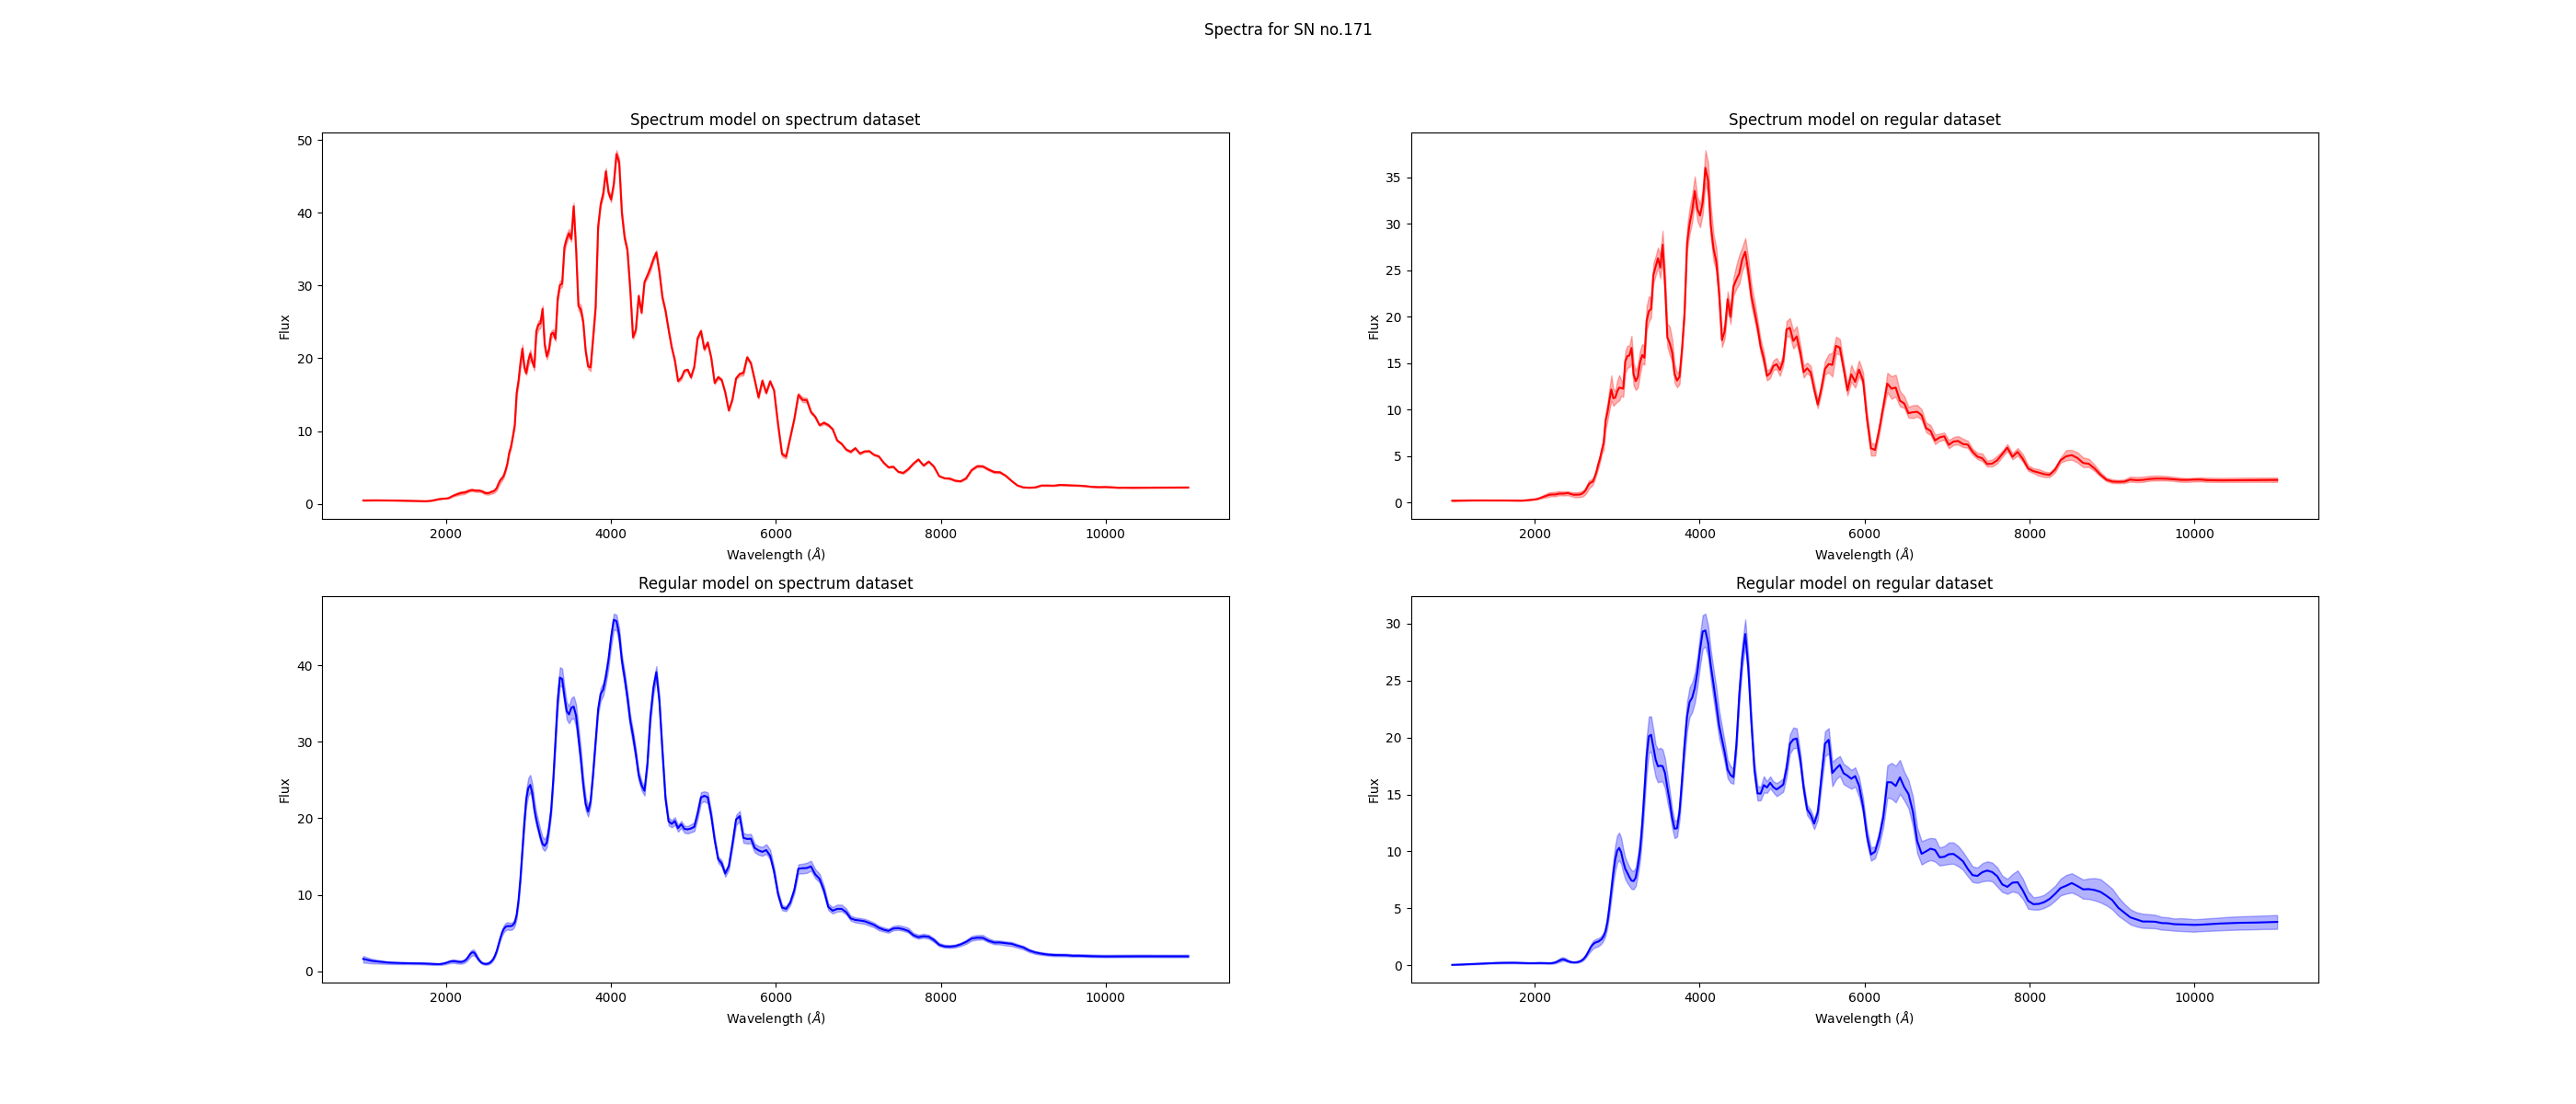 Spectra for SN no.171
Spectrum model on spectrum dataset
50
40
30
20
10
0
Flux
2000 4000 6000 8000 10000
Wavelength (Å)
Spectrum model on regular dataset
35
30
25
20
15
10
5
0
Flux
2000 4000 6000 8000 10000
Wavelength (Å)
Regular model on spectrum dataset
40
30
20
10
0
Flux
2000 4000 6000 8000 10000
Wavelength (Å)
Regular model on regular dataset
30
25
20
15
10
5
0
Flux
2000 4000 6000 8000 10000
Wavelength (Å)